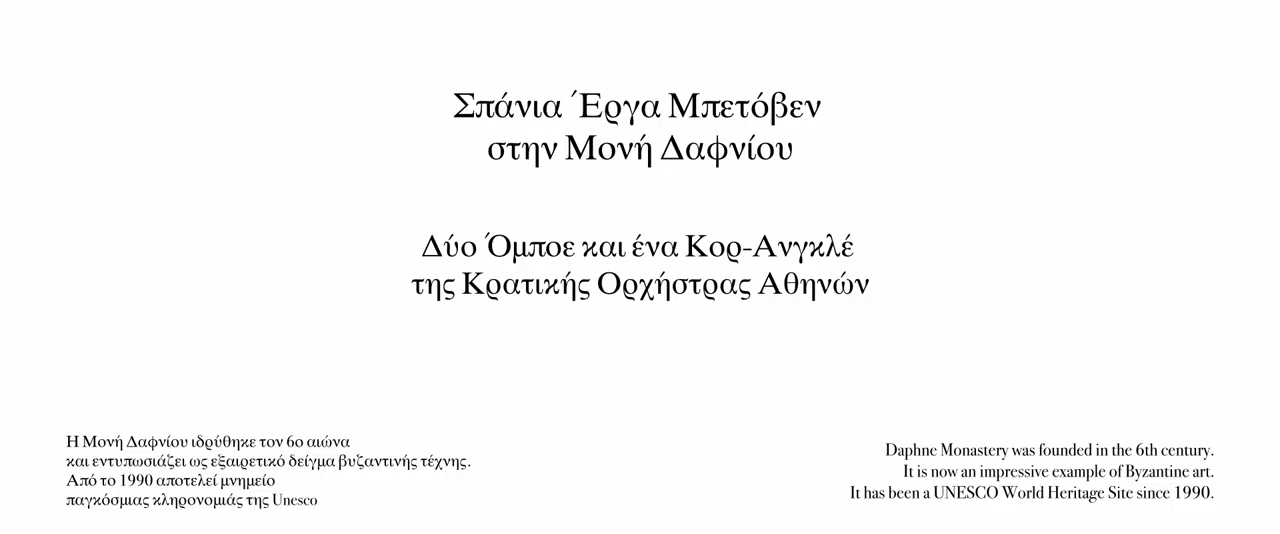 Σπάνια Έργα Μπετόβεν
στην Μονή Δαφνίου
Δύο Όμποε και ένα Κορ-Ανγκλέ
της Κρατικής Ορχήστρας Αθηνών
Η Μονή Δαφνίου ιδρύθηκε τον 6ο αιώνα
και εντυπωσιάζει ως εξαιρετικό δείγμα βυζαντινής τέχνης.
Από το 1990 αποτελεί μνημείο
παγκόσμιας κληρονομιάς της Unesco
Daphne Monastery was founded in the 6th century.
It is now an impressive example of Byzantine art.
It has been a UNESCO World Heritage Site since 1990.